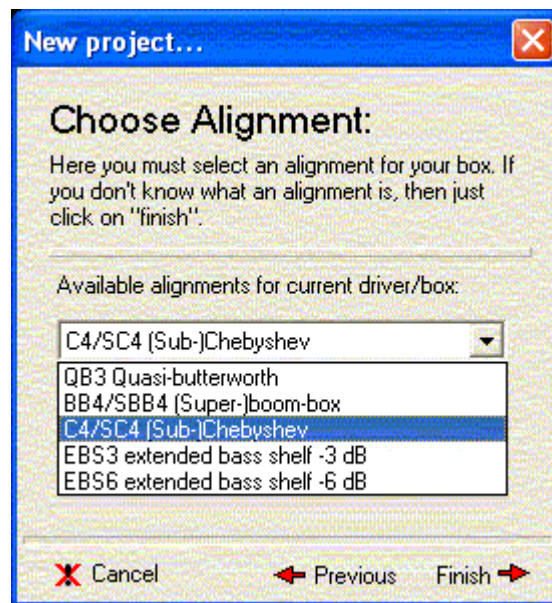 New project...
Choose Alignment:
Here you must select an alignment for your box. If
you don't know what an alignment is, then just
click on "finish".
Available alignments for current driver/box:
C4/SC4 (Sub-)Chebyshev
QB3 Quasi-butterworth
BB4/SBB4 (Super-)boom-box
C4/SC4 (Sub-)Chebyshev
EBS3 extended bass shelf -3 dB
EBS6 extended bass shelf -6 dB
Cancel Previous Finish